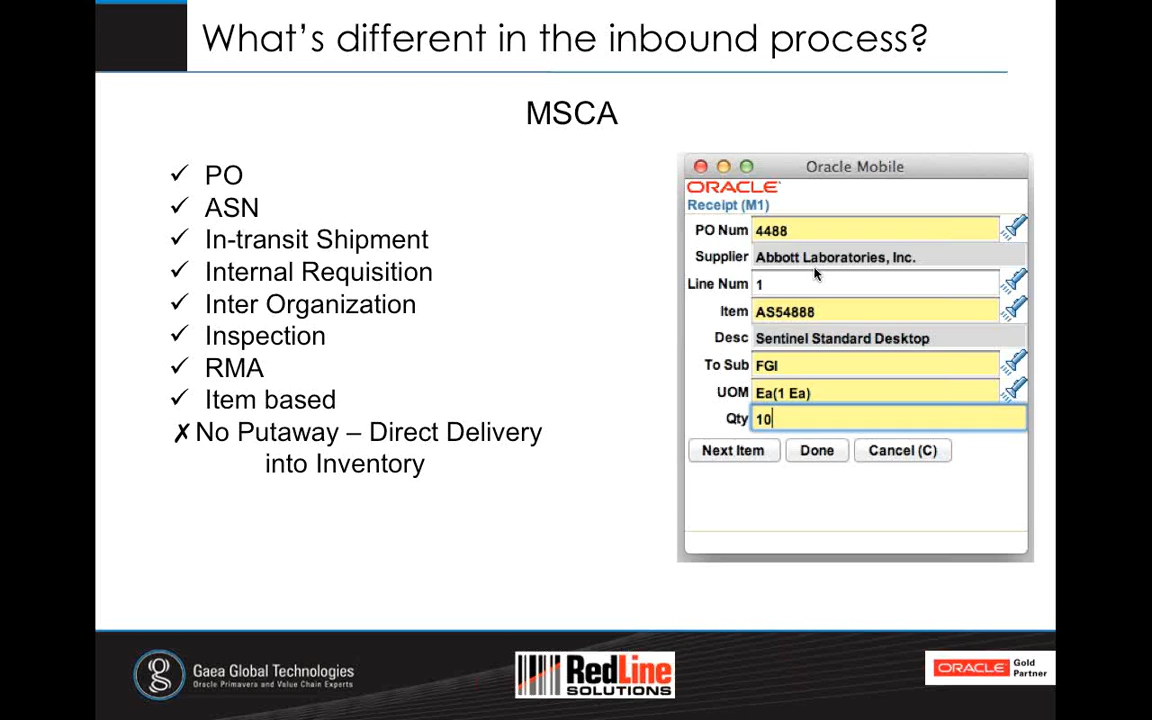 What's different in the inbound process?
MSCA
✓ PO
✓ ASN
✓ In-transit Shipment
✓ Internal Requisition
✓ Inter Organization
✓ Inspection
✓ RMA
✓ Item based
✗ No Putaway – Direct Delivery
into Inventory
Oracle Mobile
ORACLE
Receipt (M1)
PO Num 4488
Supplier Abbott Laboratories, Inc.
Line Num 1
Item AS54888
Desc Sentinel Standard Desktop
To Sub FGI
UOM Ea(1 Ea)
Qty 10
Next Item Done Cancel (C)
g Gaea Global Technologies
Oracle Primavera and Value Chain Experts
RedLine
SOLUTIONS
ORACLE Gold
Partner